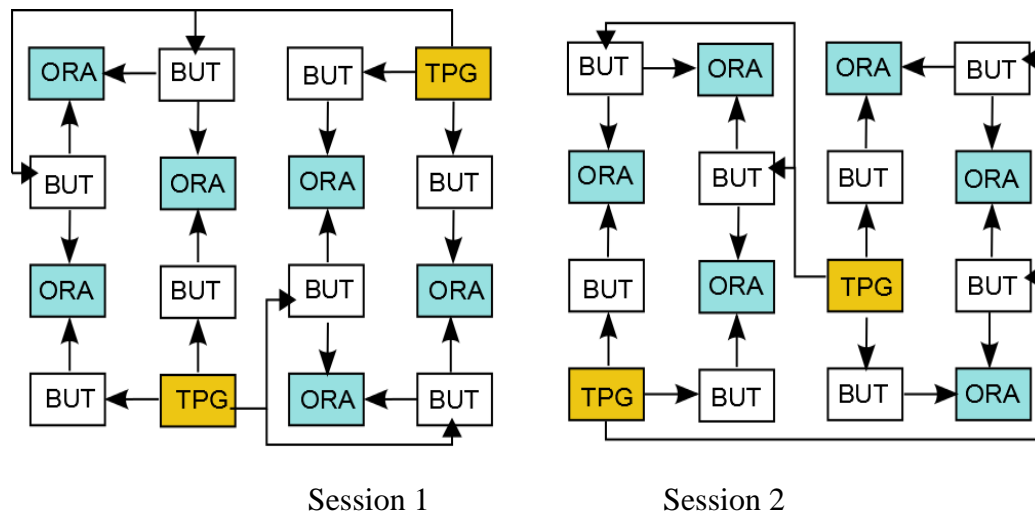 ORA BUT BUT TPG
BUT ORA ORA BUT
ORA BUT BUT ORA
BUT TPG ORA BUT
BUT ORA ORA BUT
ORA BUT BUT ORA
BUT ORA TPG BUT
TPG BUT BUT ORA
Session 1
Session 2